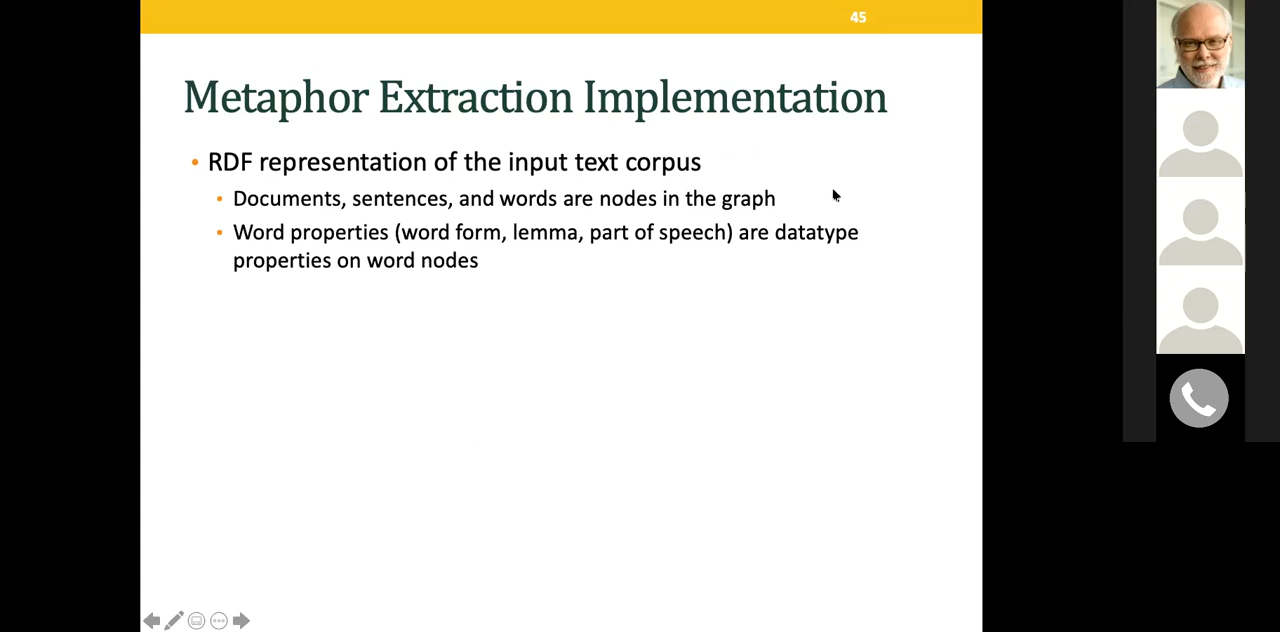 45
Metaphor Extraction Implementation
• RDF representation of the input text corpus
• Documents, sentences, and words are nodes in the graph
• Word properties (word form, lemma, part of speech) are datatype
properties on word nodes